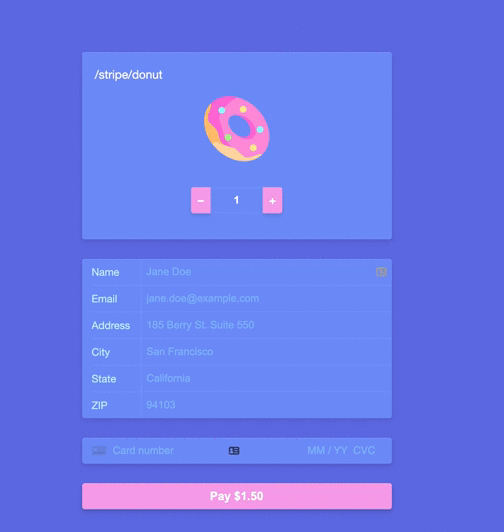 /stripe/donut
– 1 +
Name Jane Doe
Email jane.doe@example.com
Address 185 Berry St. Suite 550
City San Francisco
State California
ZIP 94103
Card number MM / YY CVC
Pay $1.50